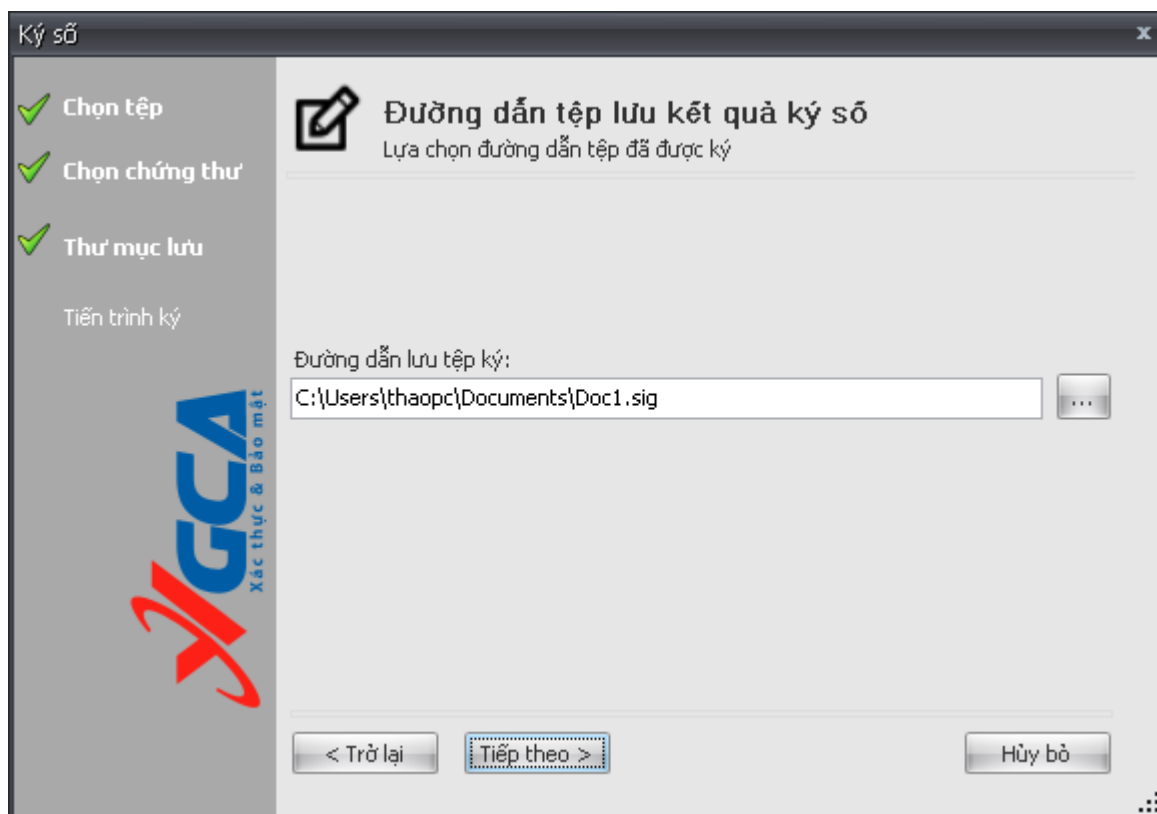 Ký số
x
Chọn tệp
Chọn chứng thư
Thư mục lưu
Tiến trình ký
GCA
Xác thực & Bảo mật
Đường dẫn tệp lưu kết quả ký số
Lựa chọn đường dẫn tệp đã được ký
Đường dẫn lưu tệp ký:
C:\Users\thaopc\Documents\Doc1.sig
...
< Trở lại
Tiếp theo >
Hủy bỏ